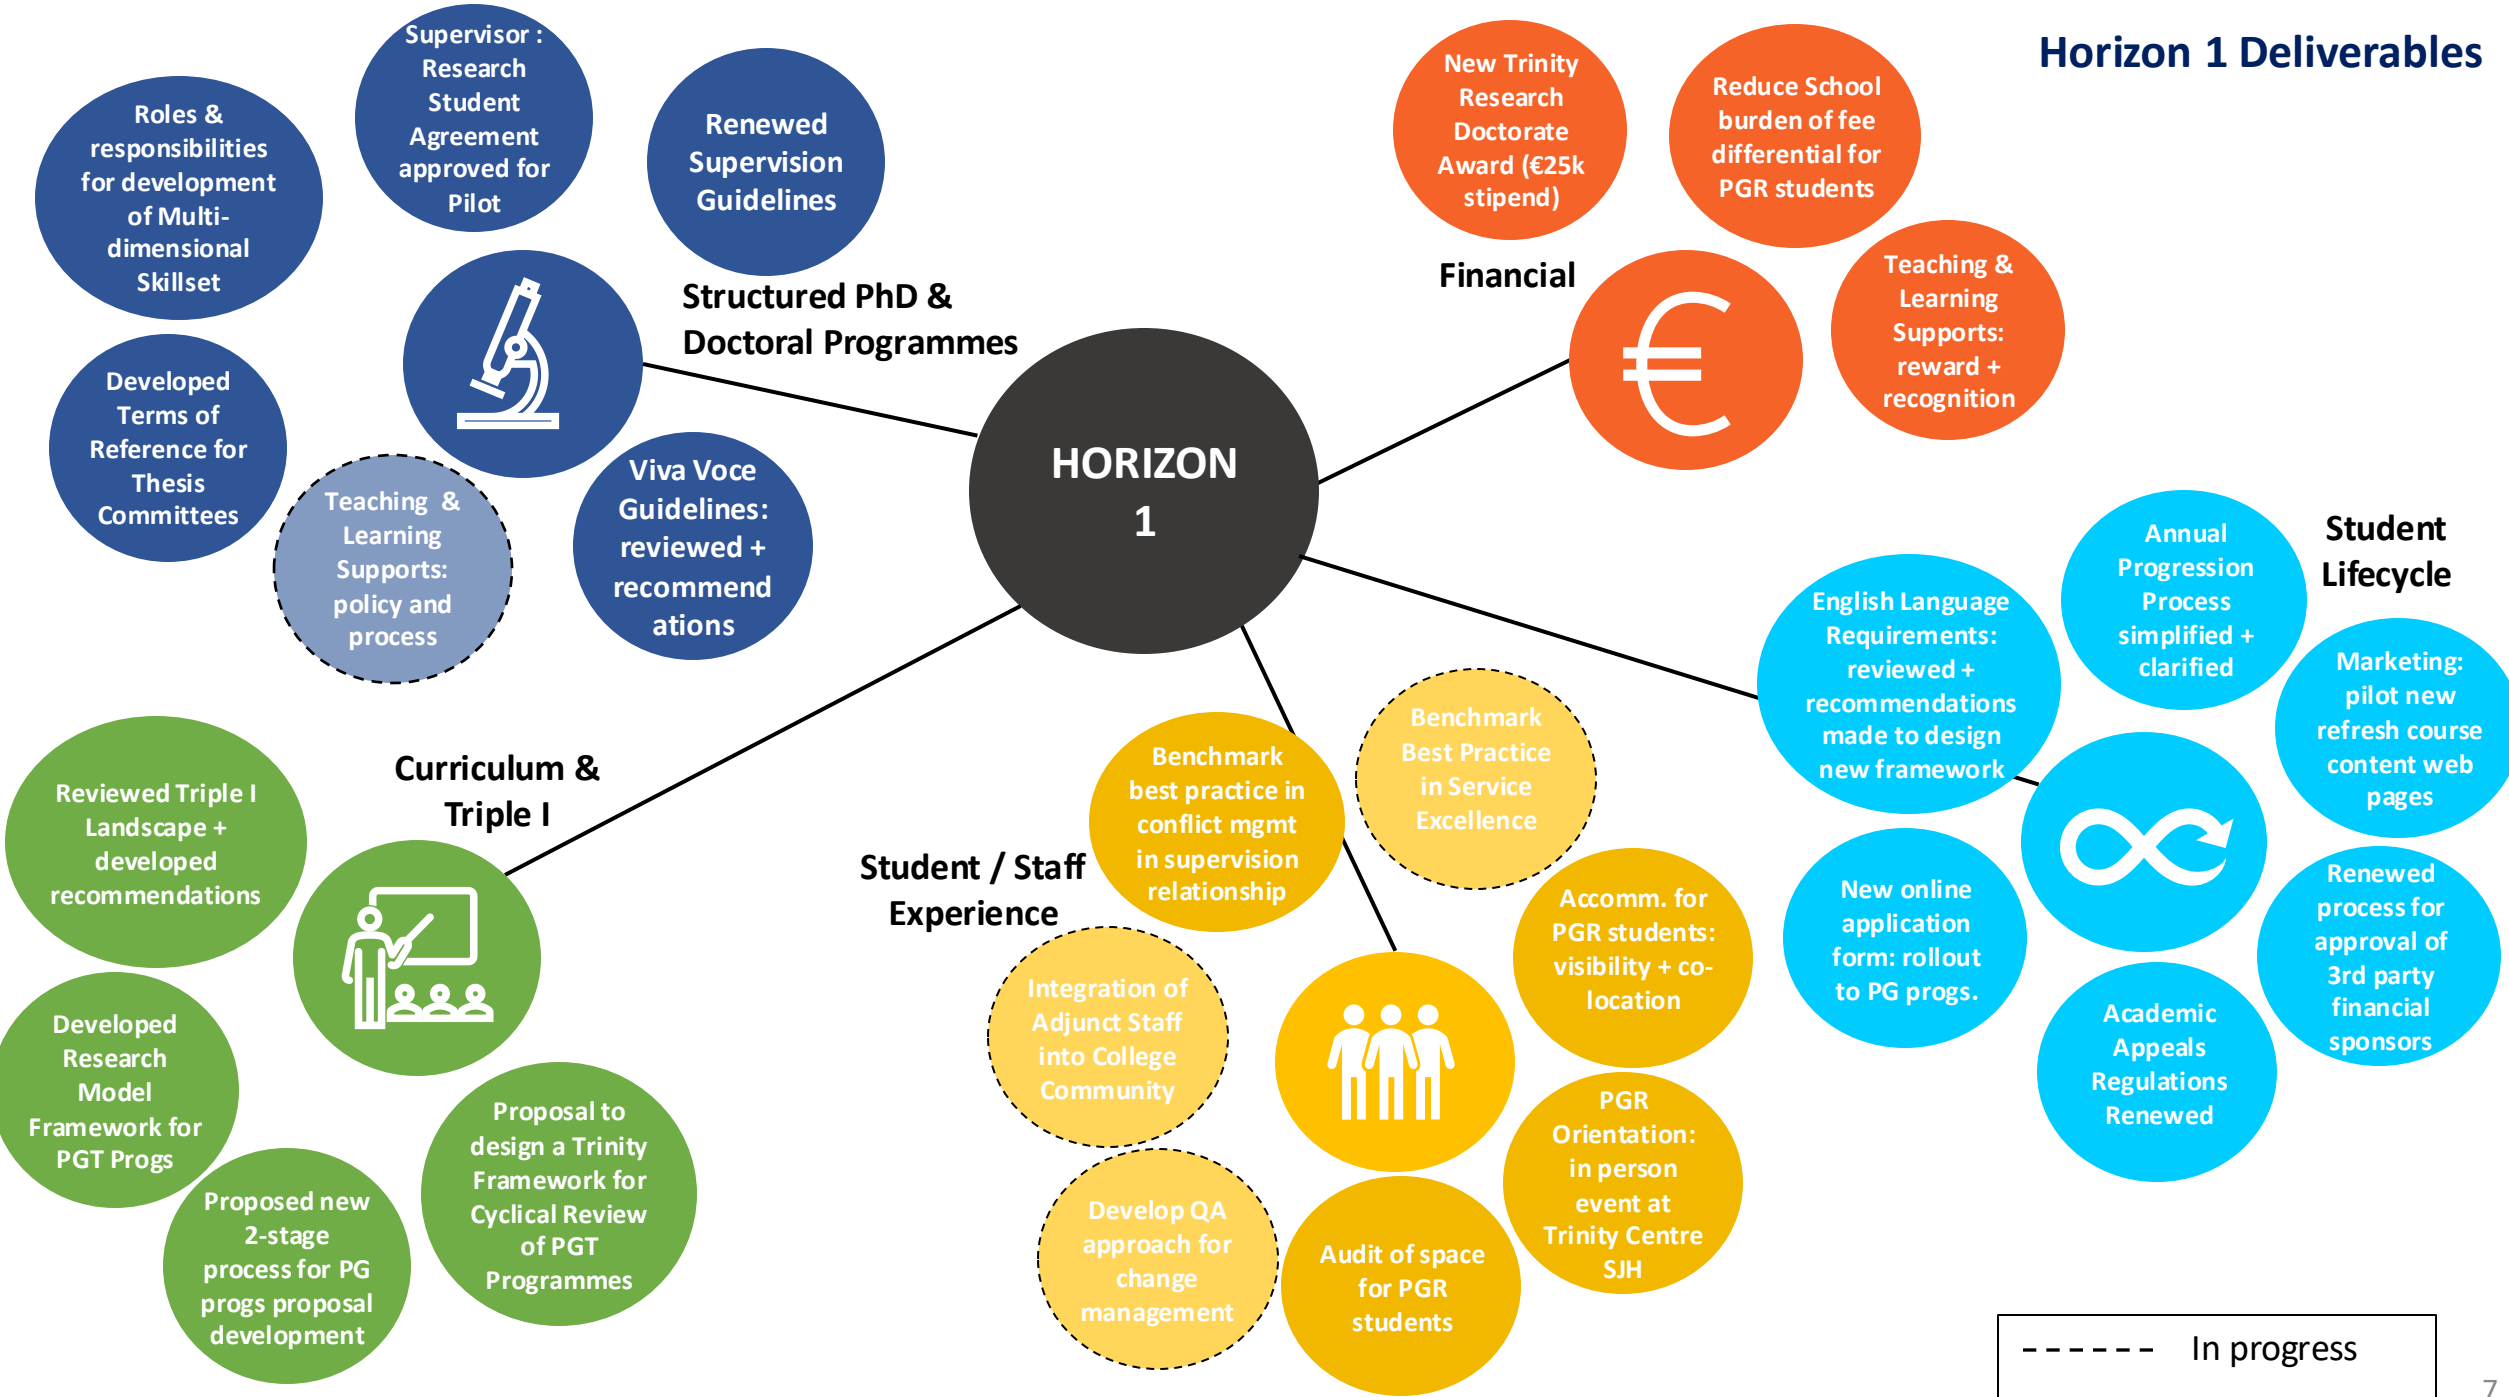 Horizon 1 Deliverables
Supervisor :
Research
Student
Agreement
approved for
Pilot
Roles &
responsibilities
for development
of Multi-
dimensional
Skillset
Renewed
Supervision
Guidelines
Structured PhD &
Doctoral Programmes
Developed
Terms of
Reference for
Thesis
Committees
Teaching &
Learning
Supports:
policy and
process
Viva Voce
Guidelines:
reviewed +
recommend
ations
New Trinity
Research
Doctorate
Award (€25k
stipend)
Reduce School
burden of fee
differential for
PGR students
Financial
€
Teaching &
Learning
Supports:
reward +
recognition
HORIZON
1
Student
Lifecycle
Annual
Progression
Process
simplified +
clarified
English Language
Requirements:
reviewed +
recommendations
made to design
new framework
Marketing:
pilot new
refresh course
content web
pages
New online
application
form: rollout
to PG progs.
Renewed
process for
approval of
3rd party
financial
sponsors
Academic
Appeals
Regulations
Renewed
Curriculum &
Triple I
Reviewed Triple I
Landscape +
developed
recommendations
Developed
Research
Model
Framework for
PGT Progs
Proposed new
2-stage
process for PG
progs proposal
development
Proposal to
design a Trinity
Framework for
Cyclical Review
of PGT
Programmes
Student / Staff
Experience
Benchmark
best practice in
conflict mgmt
in supervision
relationship
Benchmark
Best Practice
in Service
Excellence
Accomm. for
PGR students:
visibility + co-
location
Integration of
Adjunct Staff
into College
Community
PGR
Orientation:
in person
event at
Trinity Centre
SJH
Develop QA
approach for
change
management
Audit of space
for PGR
students
In progress
7